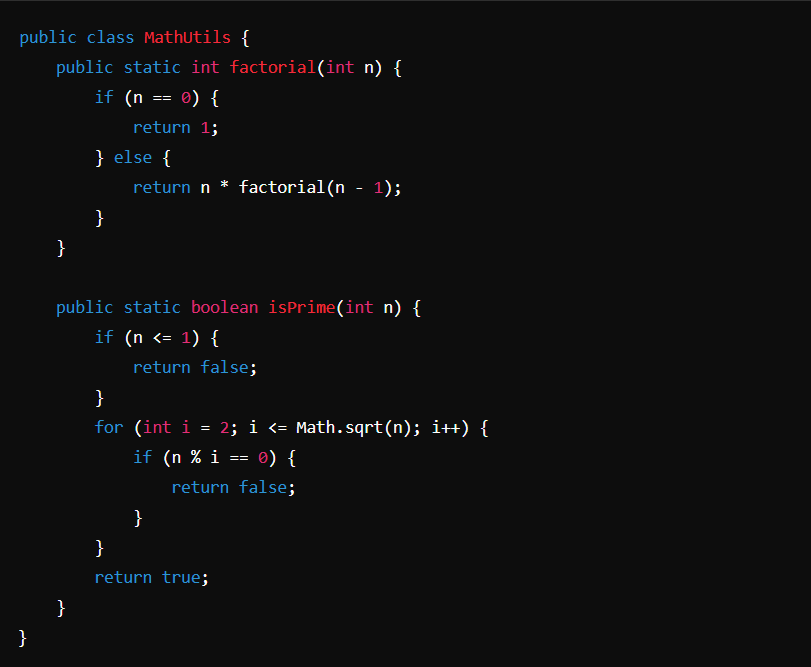 public class MathUtils {
    public static int factorial(int n) {
        if (n == 0) {
            return 1;
        } else {
            return n * factorial(n - 1);
        }
    }

    public static boolean isPrime(int n) {
        if (n <= 1) {
            return false;
        }
        for (int i = 2; i <= Math.sqrt(n); i++) {
            if (n % i == 0) {
                return false;
            }
        }
        return true;
    }
}